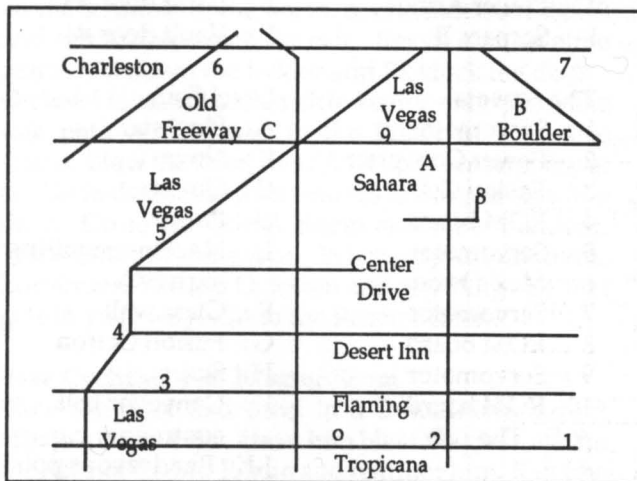 Charleston 6 7
Las
Old Vegas B
Freeway C 9 Boulder
A
Las Sahara
Vegas 8
5
Center
Drive
4
Desert Inn
3
Las Flaming
Vegas o 2 1
Tropicana